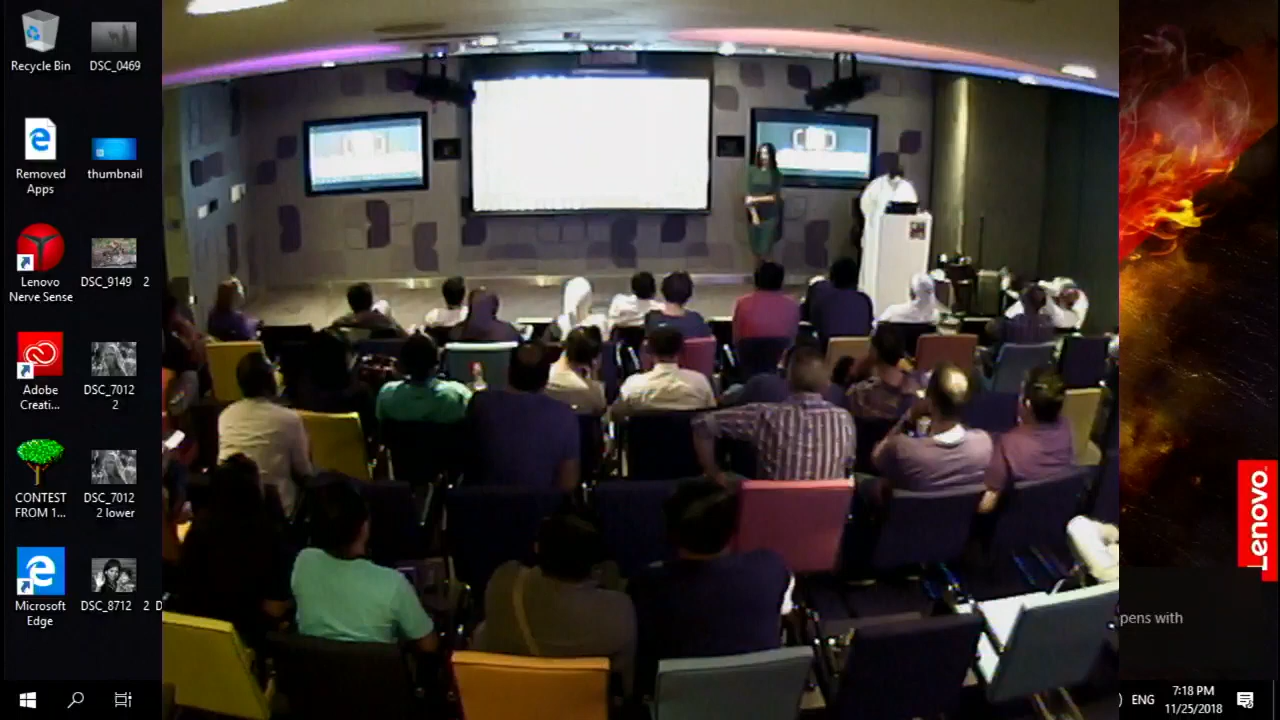 Recycle Bin
DSC_0469
Removed
Apps
thumbnail
Lenovo
Nerve Sense
DSC_9149 2
Adobe
Creati...
DSC_7012
2
CONTEST
FROM 1...
DSC_7012
2 lower
Microsoft
Edge
DSC_8712 2 D
Lenovo
pens with
ENG
7:18 PM
11/25/2018